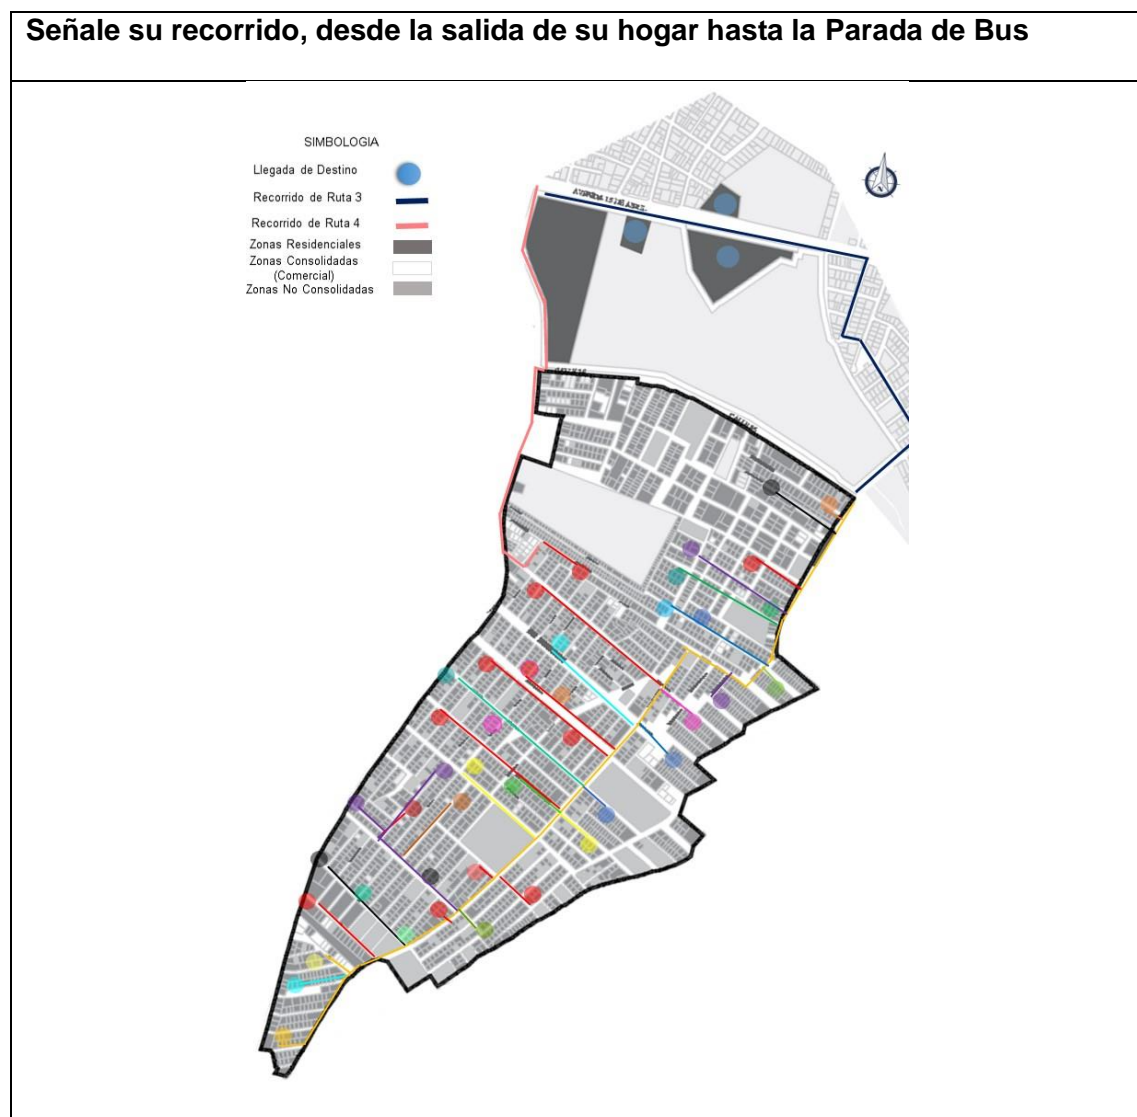 Señale su recorrido, desde la salida de su hogar hasta la Parada de Bus
SIMBOLOGIA
Llegada de Destino
Recorrido de Ruta 3
Recorrido de Ruta 4
Zonas Residenciales
Zonas Consolidadas
(Comercial)
Zonas No Consolidadas